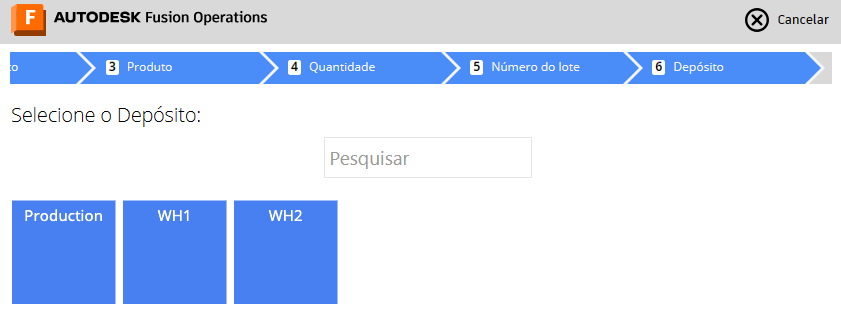 F AUTODESK Fusion Operations
Cancelar
3 Produto
4 Quantidade
5 Número do lote
6 Depósito
Selecione o Depósito:
Pesquisar
Production
WH1
WH2